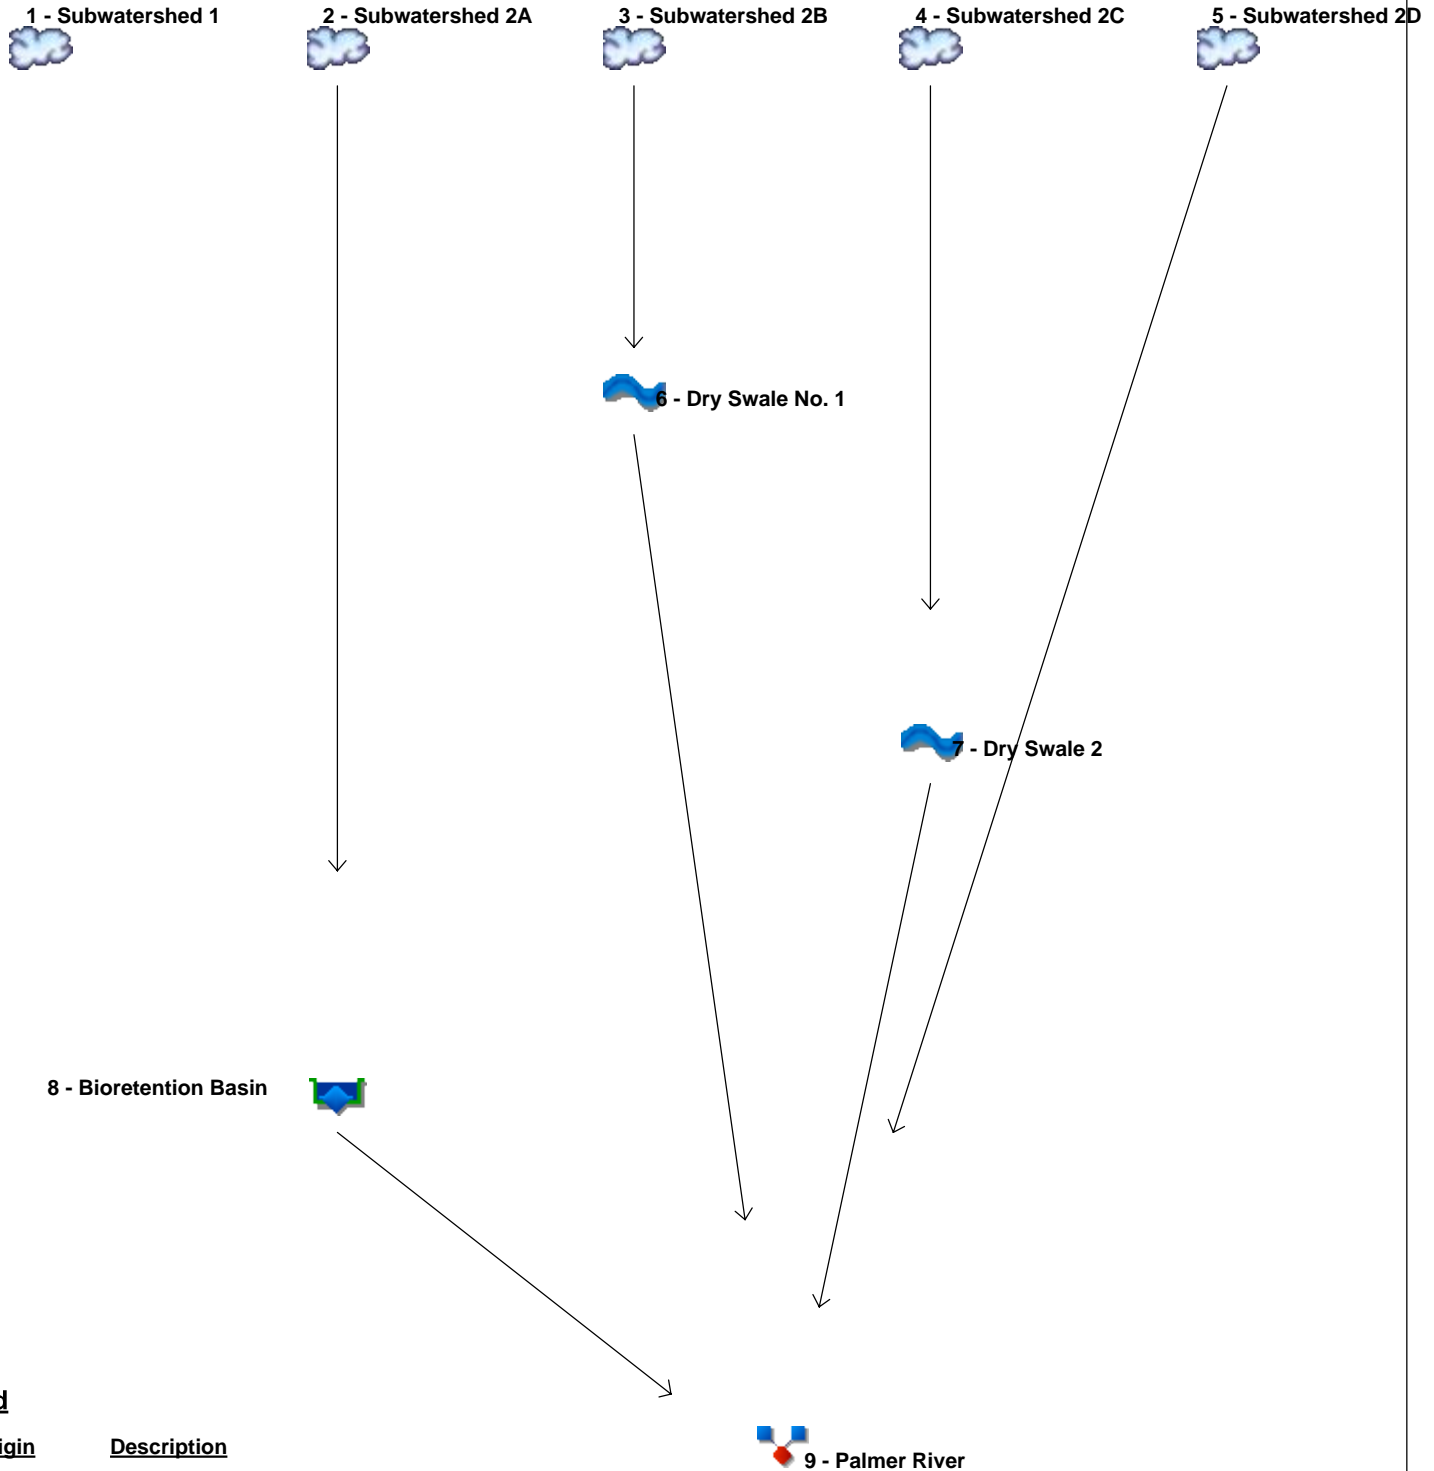 1 - Subwatershed 1
2 - Subwatershed 2A
3 - Subwatershed 2B
4 - Subwatershed 2C
5 - Subwatershed 2D
6 - Dry Swale No. 1
7 - Dry Swale 2
8 - Bioretention Basin
d
igin
Description
9 - Palmer River